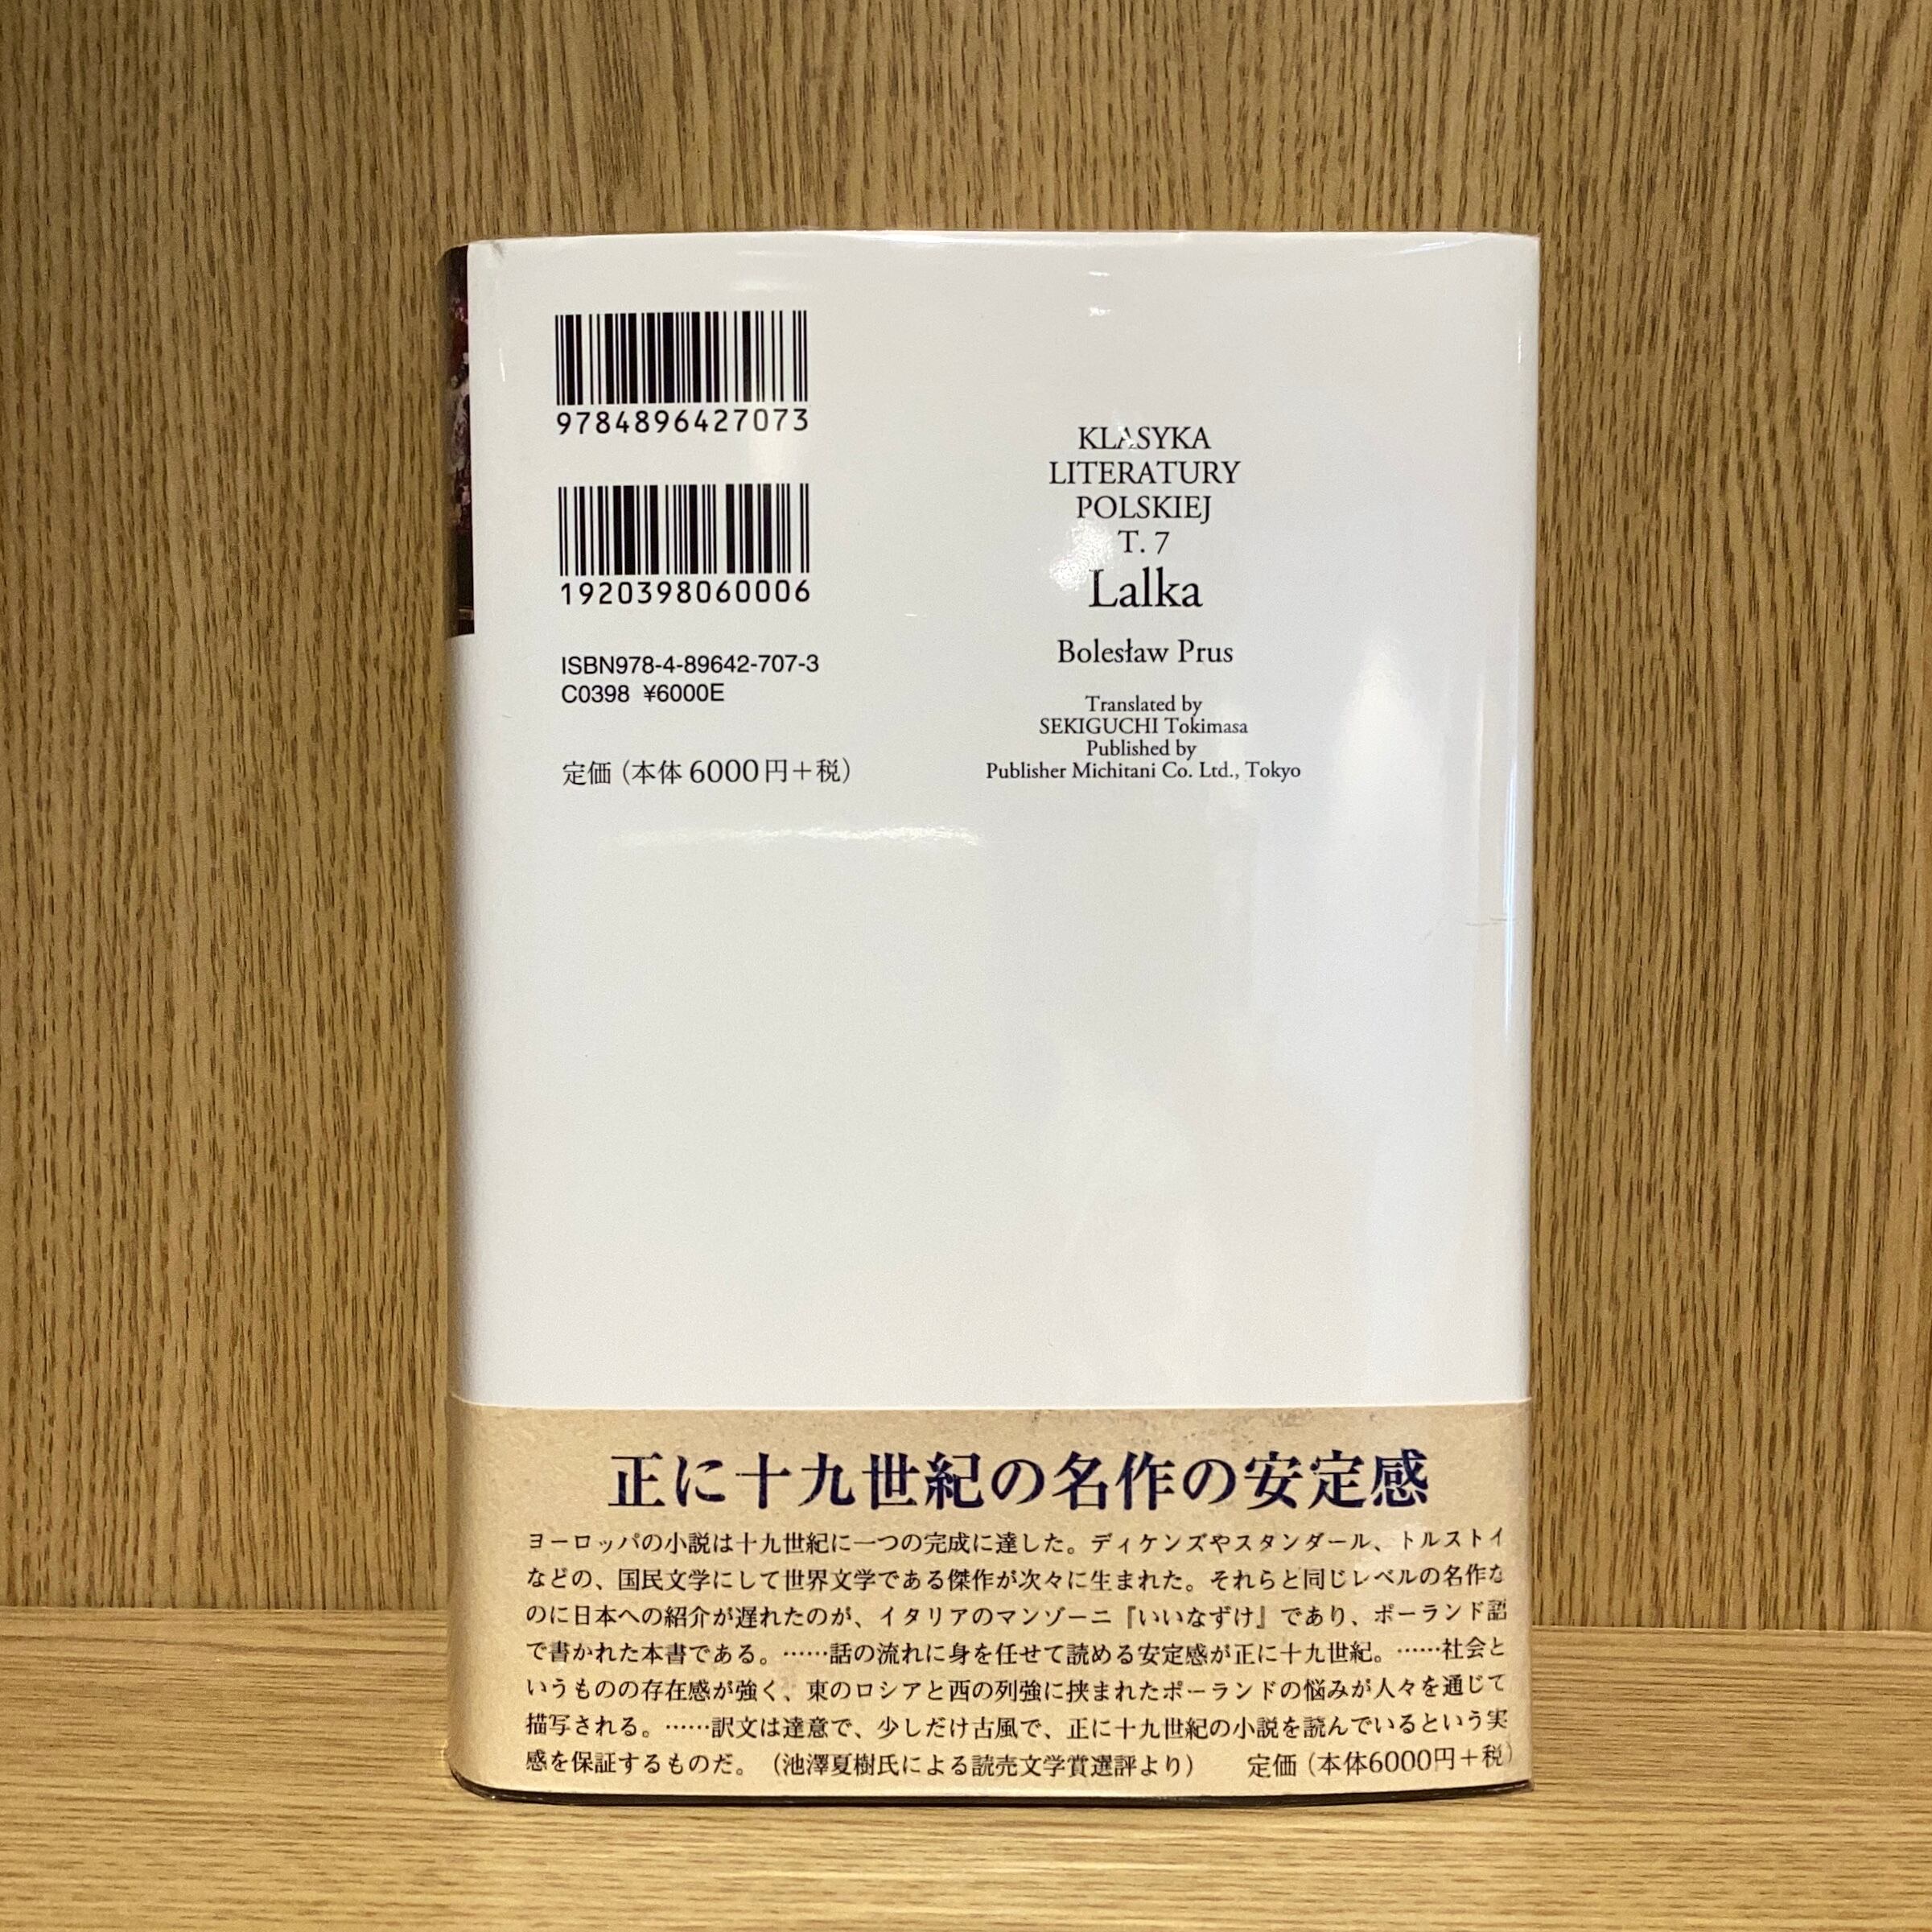 9784896427073
1920398060006
ISBN978-4-89642-707-3
C0398 ¥6000E
定価（本体6000円＋税）
KLASYKA
LITERATURY
POLSKIEJ
T. 7
Lalka
Bolesław Prus
Translated by
SEKIGUCHI Tokimasa
Published by
Publisher Michitani Co. Ltd., Tokyo
正に十九世紀の名作の安定感
ヨーロッパの小説は十九世紀に一つの完成に達した。ディケンズやスタンダール、トルストイ
などの、国民文学にして世界文学である傑作が次々に生まれた。それらと同じレベルの名作な
のに日本への紹介が遅れたのが、イタリアのマンゾーニ『いいなずけ』であり、ポーランド語
で書かれた本書である。……話の流れに身を任せて読める安定感が正に十九世紀。……社会と
いうものの存在感が強く、東のロシアと西の列強に挟まれたポーランドの悩みが人々を通じて
描写される。……訳文は達意で、少しだけ古風で、正に十九世紀の小説を読んでいるという実
感を保証するものだ。（池澤夏樹氏による読売文学賞選評より） 定価（本体6000円＋税）